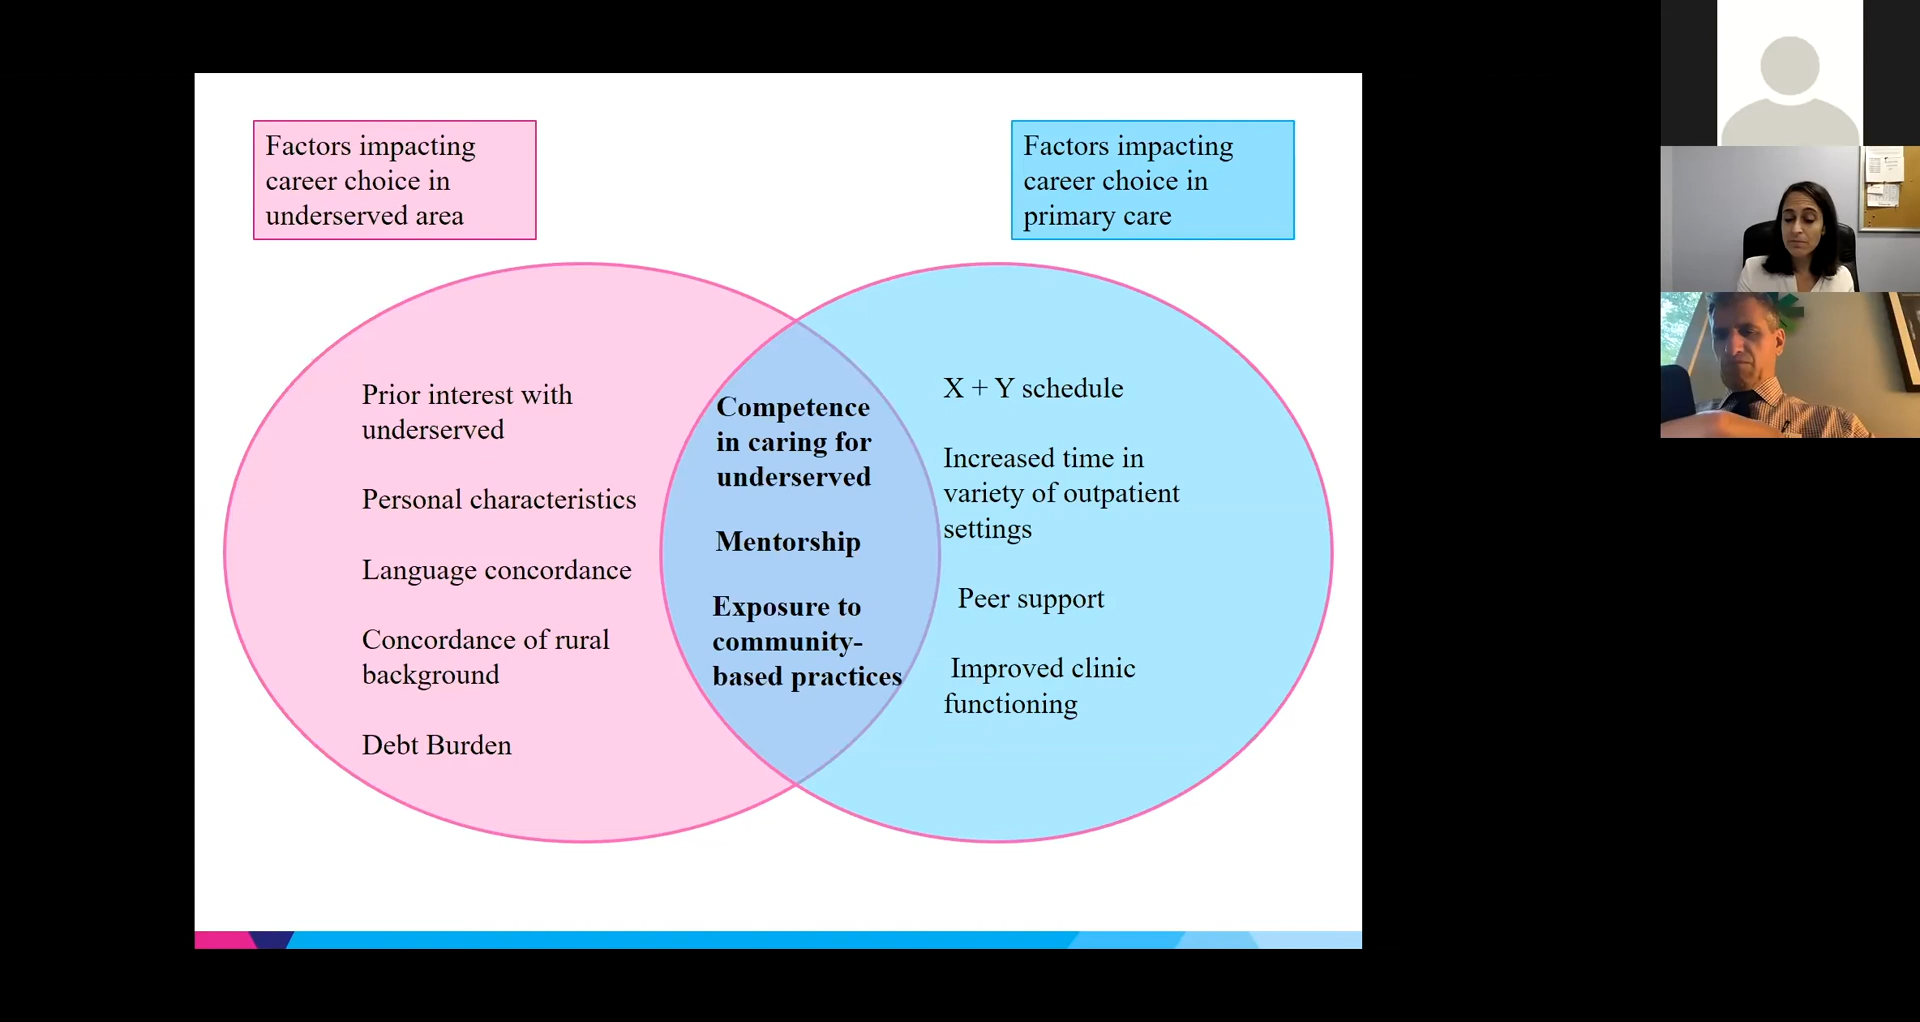 Factors impacting
career choice in
underserved area
Factors impacting
career choice in
primary care
Prior interest with
underserved
Personal characteristics
Language concordance
Concordance of rural
background
Debt Burden
Competence
in caring for
underserved
Mentorship
Exposure to
community-
based practices
X + Y schedule
Increased time in
variety of outpatient
settings
Peer support
Improved clinic
functioning